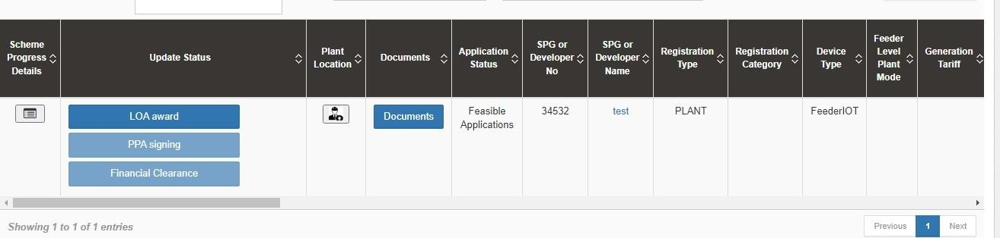 Scheme
Progress
Details
Update Status
Plant
Location
Documents
Application
Status
SPG or
Developer
No
SPG or
Developer
Name
Registration
Type
Registration
Category
Device
Type
Feeder
Level
Plant
Mode
Generation
Tariff
LOA award
PPA signing
Financial Clearance
Documents
Feasible
Applications
34532
test
PLANT
FeederIOT
Showing 1 to 1 of 1 entries
Previous
1
Next